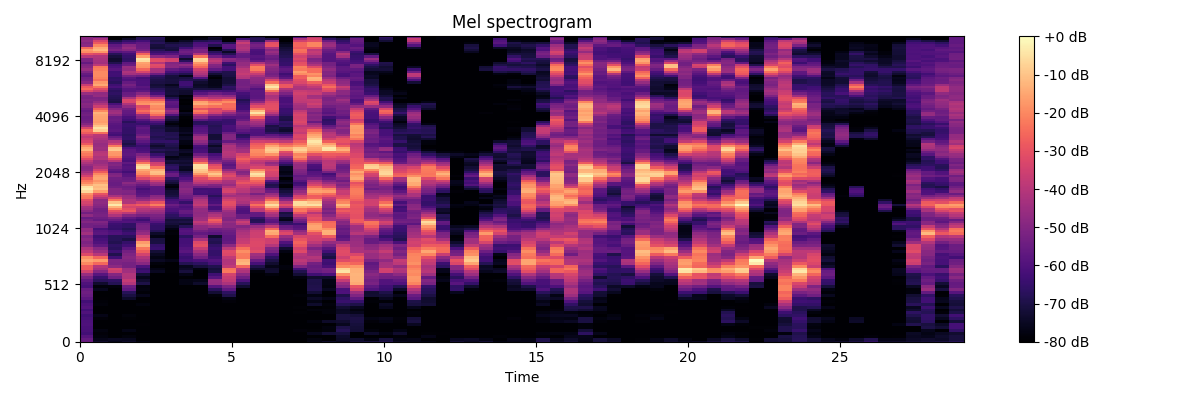 Mel spectrogram
Hz
8192
4096
2048
1024
512
0
0 5 10 15 20 25
Time
+0 dB
-10 dB
-20 dB
-30 dB
-40 dB
-50 dB
-60 dB
-70 dB
-80 dB